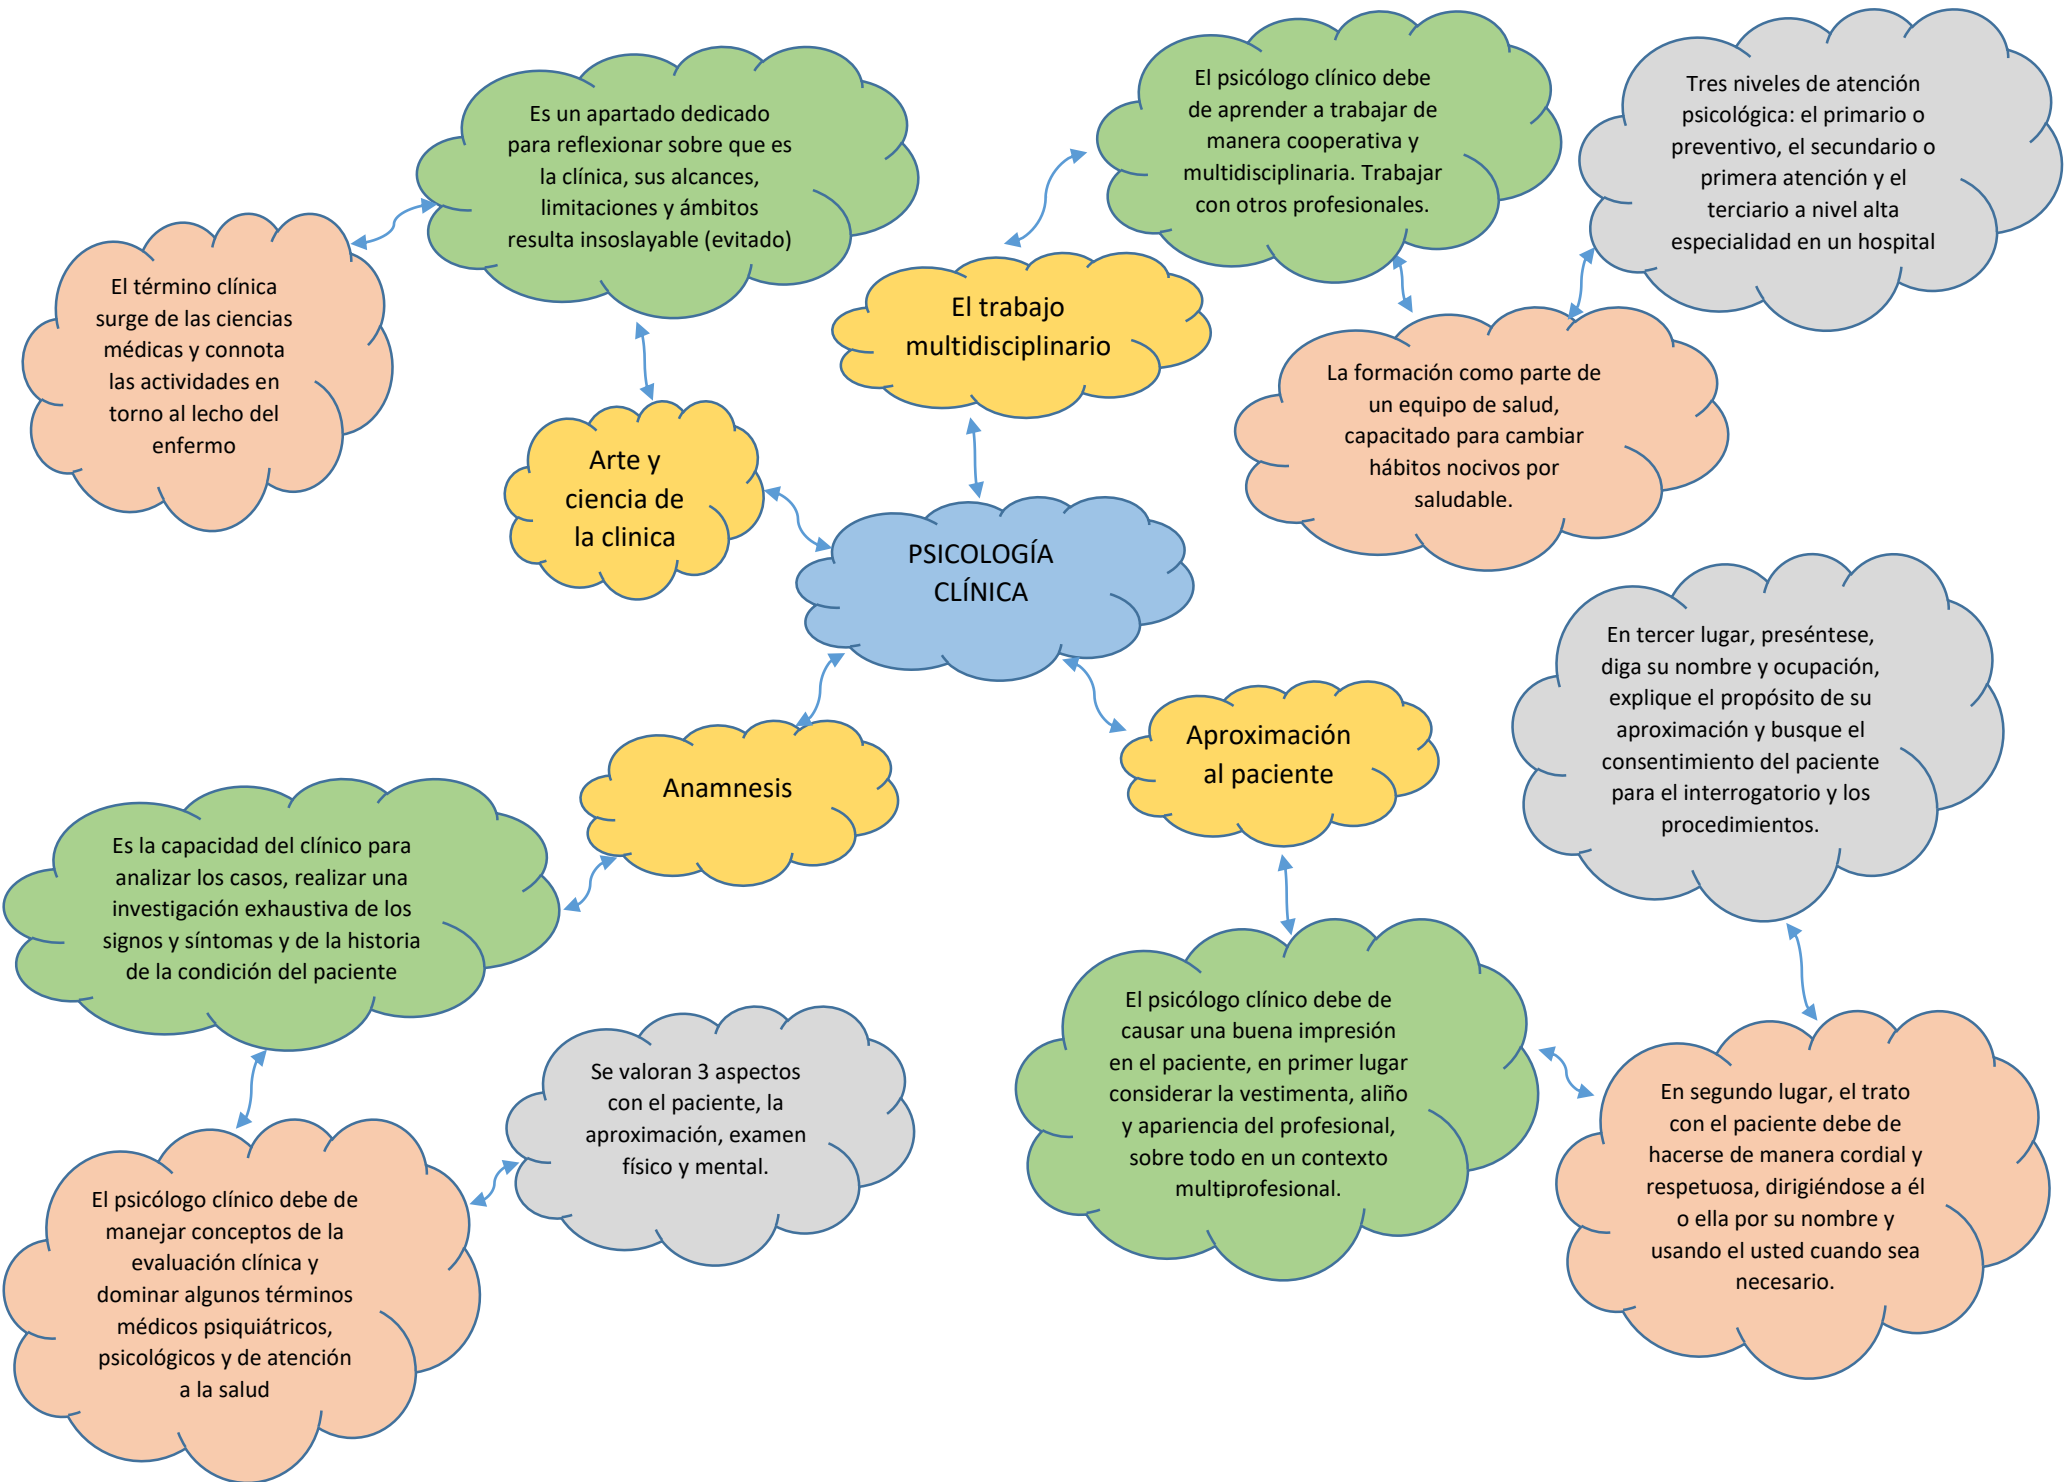 Es un apartado dedicado
para reflexionar sobre que es
la clínica, sus alcances,
limitaciones y ámbitos
resulta insoslayable (evitado)
El psicólogo clínico debe
de aprender a trabajar de
manera cooperativa y
multidisciplinaria. Trabajar
con otros profesionales.
Tres niveles de atención
psicológica: el primario o
preventivo, el secundario o
primera atención y el
terciario a nivel alta
especialidad en un hospital
El término clínica
surge de las ciencias
médicas y connota
las actividades en
torno al lecho del
enfermo
El trabajo
multidisciplinario
La formación como parte de
un equipo de salud,
capacitado para cambiar
hábitos nocivos por
saludable.
Arte y
ciencia de
la clinica
PSICOLOGÍA
CLÍNICA
En tercer lugar, preséntese,
diga su nombre y ocupación,
explique el propósito de su
aproximación y busque el
consentimiento del paciente
para el interrogatorio y los
procedimientos.
Aproximación
al paciente
Anamnesis
Es la capacidad del clínico para
analizar los casos, realizar una
investigación exhaustiva de los
signos y síntomas y de la historia
de la condición del paciente
El psicólogo clínico debe de
causar una buena impresión
en el paciente, en primer lugar
considerar la vestimenta, aliño
y apariencia del profesional,
sobre todo en un contexto
multiprofesional.
Se valoran 3 aspectos
con el paciente, la
aproximación, examen
físico y mental.
En segundo lugar, el trato
con el paciente debe de
hacerse de manera cordial y
respetuosa, dirigiéndose a él
o ella por su nombre y
usando el usted cuando sea
necesario.
El psicólogo clínico debe de
manejar conceptos de la
evaluación clínica y
dominar algunos términos
médicos psiquiátricos,
psicológicos y de atención
a la salud